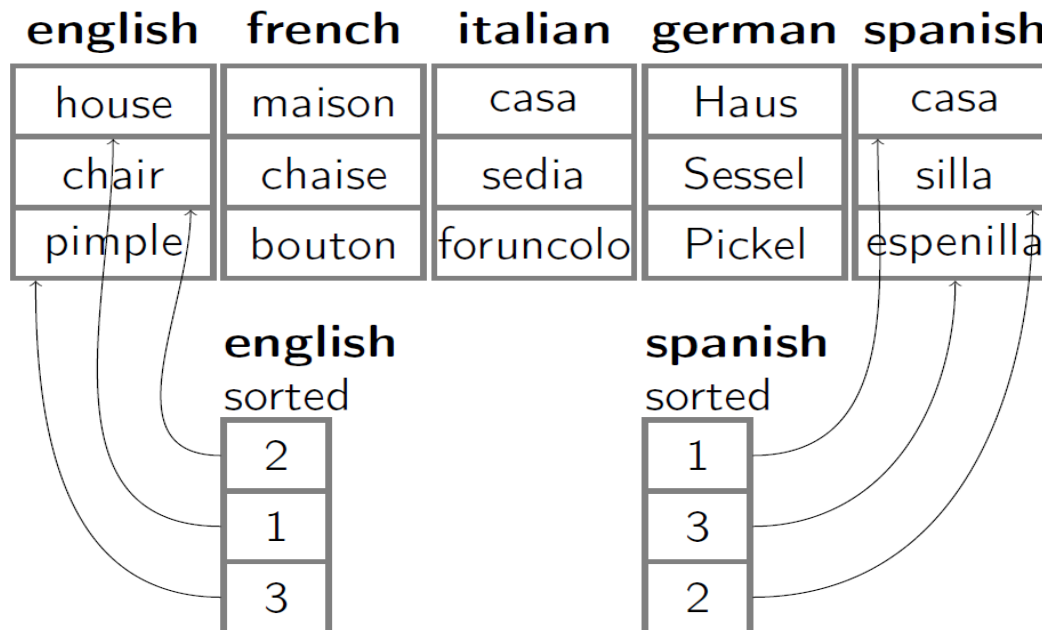 english french italian german spanish
house maison casa Haus casa
chair chaise sedia Sessel silla
pimple bouton foruncolo Pickel espenilla
english spanish
sorted sorted
2 1
1 3
3 2